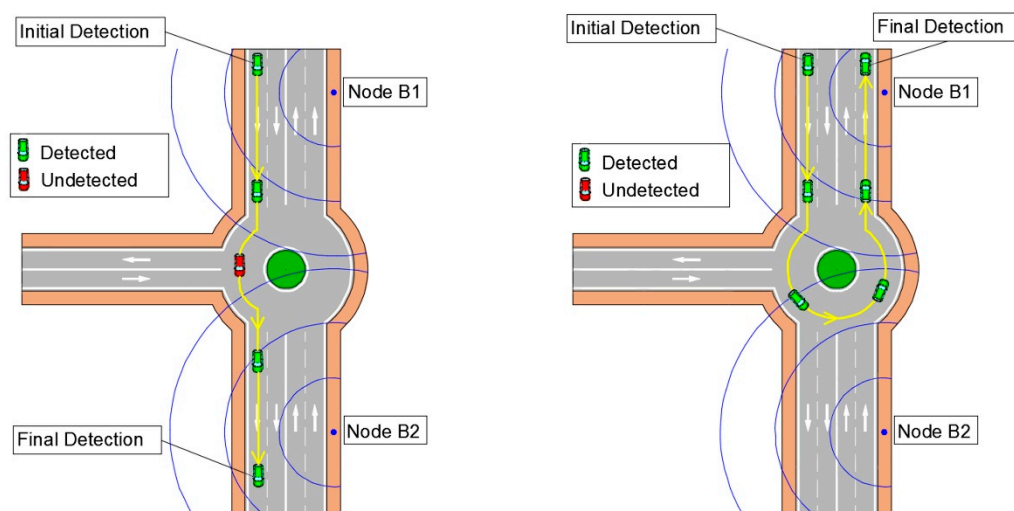 Initial Detection
Node B1
Detected
Undetected
Node B2
Final Detection
Initial Detection
Final Detection
Node B1
Detected
Undetected
Node B2